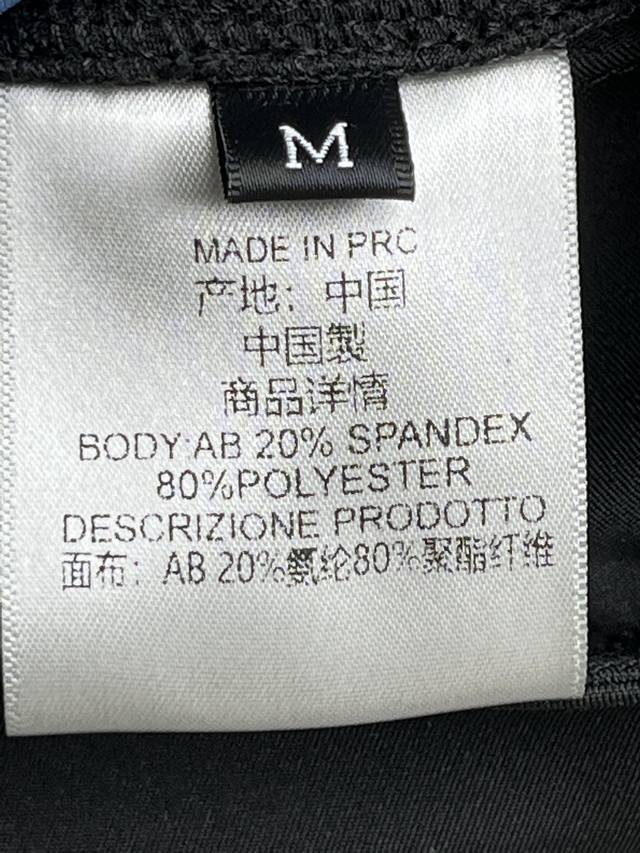 M
MADE IN PRC
产地：中国
中国製
商品详情
BODY:AB 20% SPANDEX
80%POLYESTER
DESCRIZIONE PRODOTTO
面布：AB 20%氨纶80%聚酯纤维